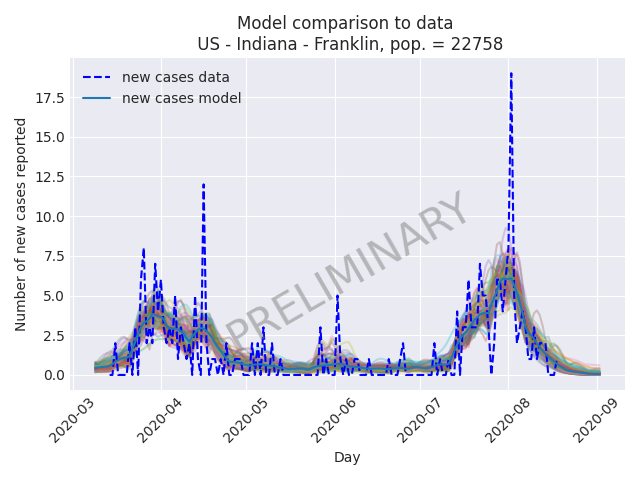 Model comparison to data
US - Indiana - Franklin, pop. = 22758
new cases data
new cases model
17.5
15.0
12.5
10.0
7.5
5.0
2.5
0.0
Number of new cases reported
PRELIMINARY
2020-03
2020-04
2020-05
2020-06
2020-07
2020-08
2020-09
Day